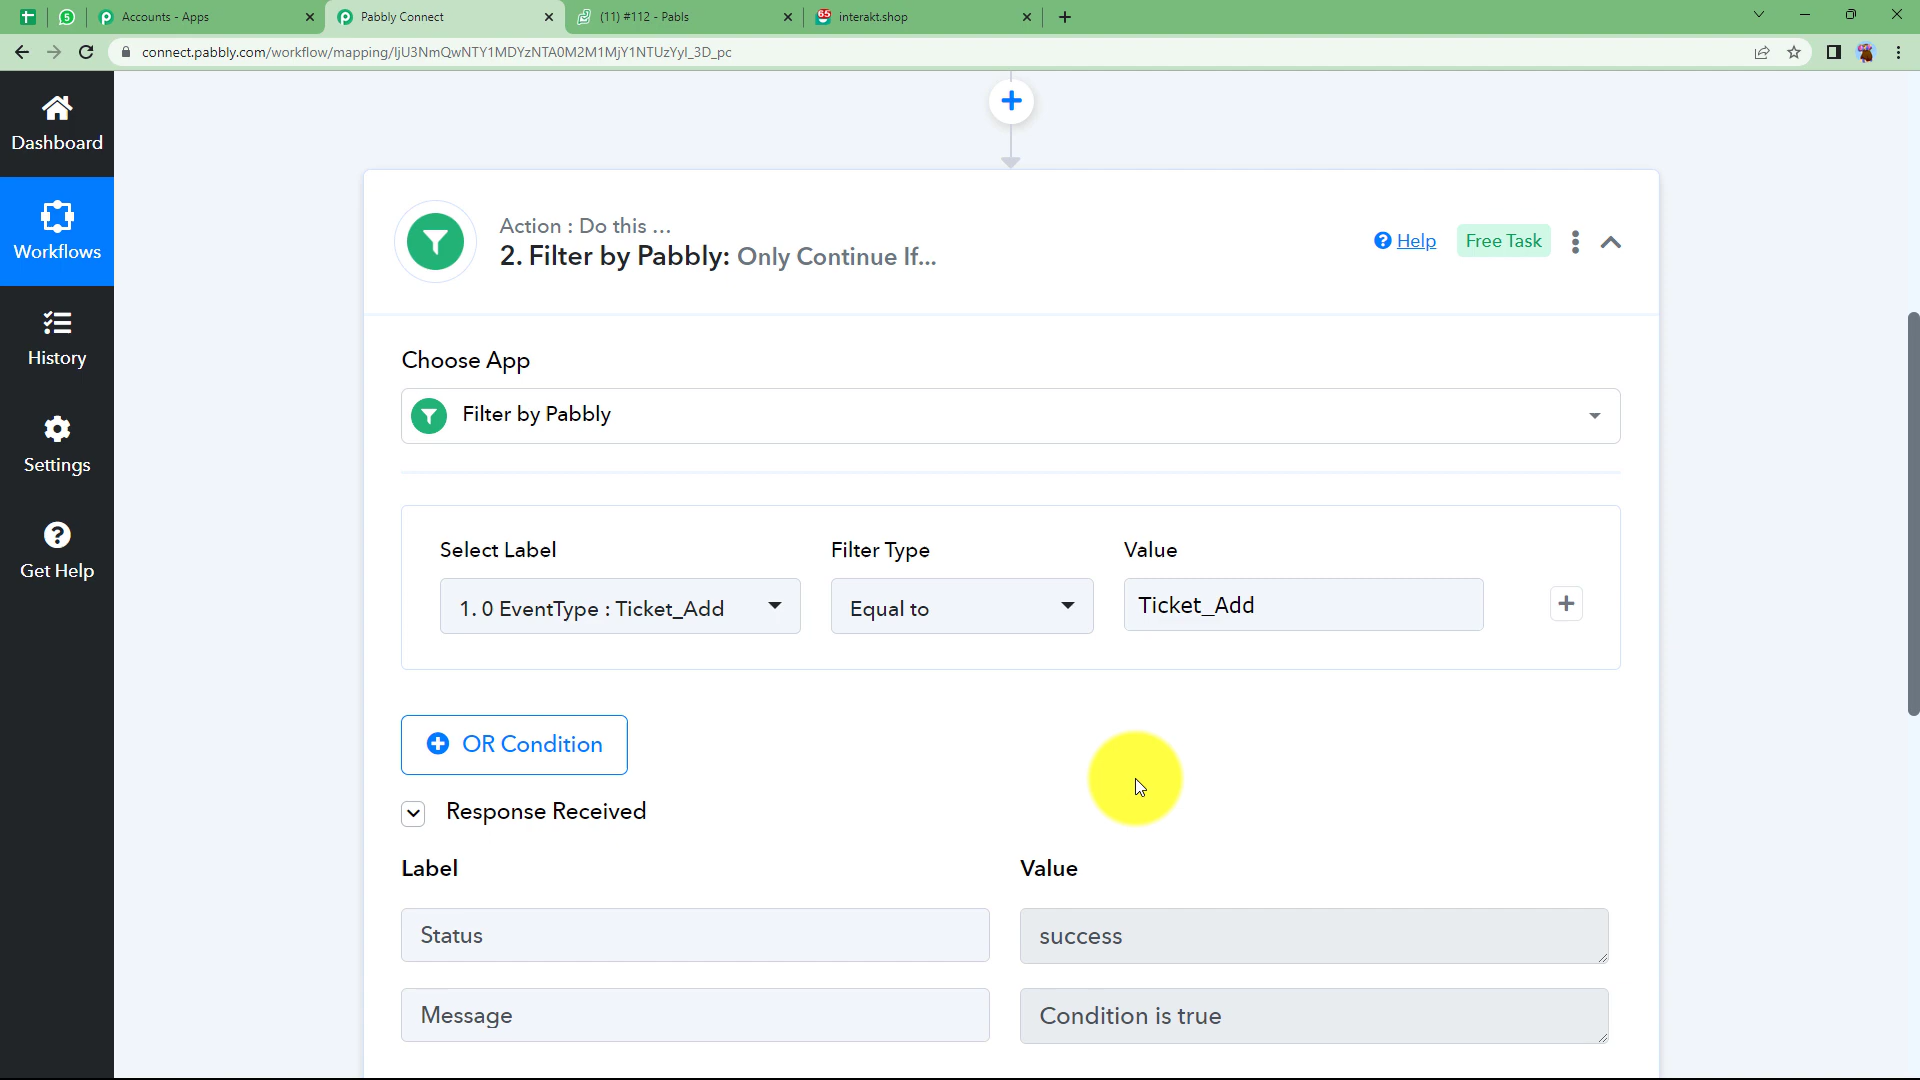 5
Accounts - Apps
Pabbly Connect
(11) #112 - Pabls
65
interakt.shop
connect.pabbly.com/workflow/mapping/IjU3NmQwNTY1MDYzNTA0M2M1MjY1NTUzYyI_3D_pc
Dashboard
Workflows
History
Settings
Get Help
Action : Do this ...
2. Filter by Pabbly: Only Continue If...
Help
Free Task
Choose App
Filter by Pabbly
Select Label
Filter Type
Value
1. 0 EventType : Ticket_Add
Equal to
Ticket_Add
OR Condition
Response Received
Label
Value
Status
success
Message
Condition is true